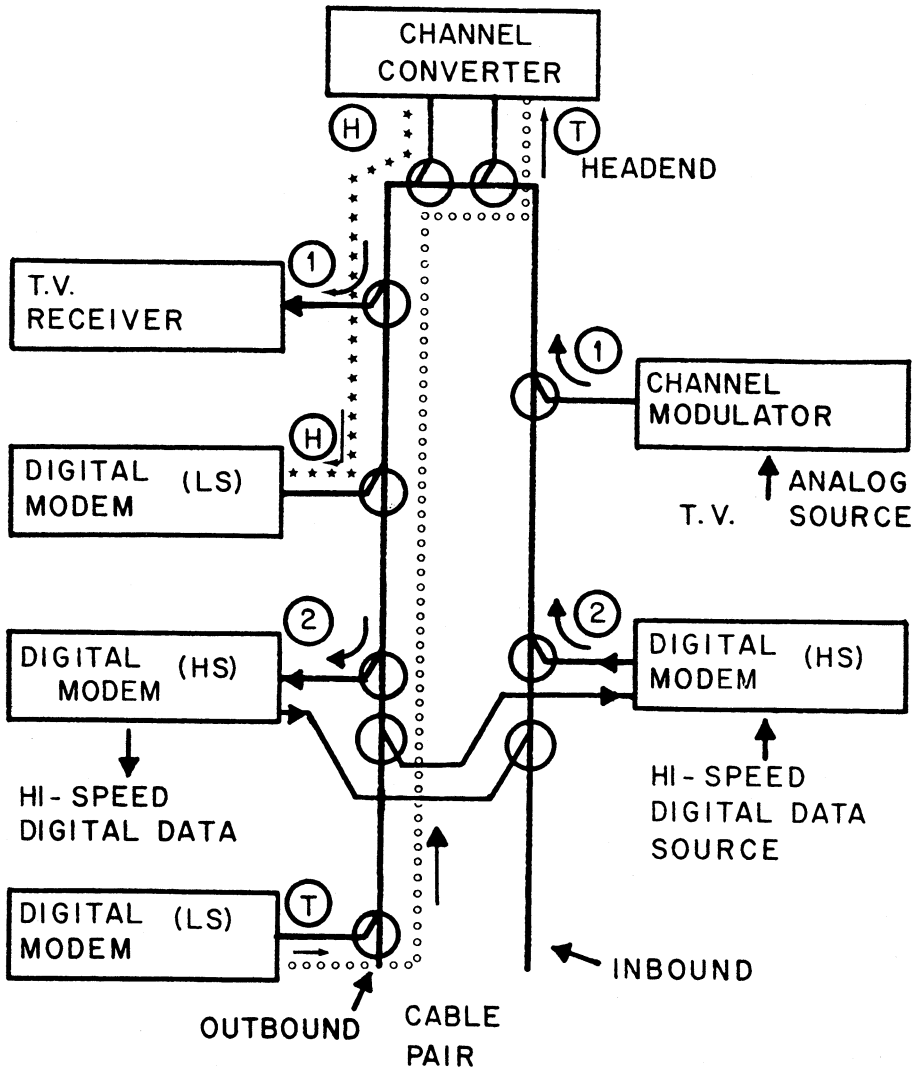 CHANNEL
CONVERTER
H
T
HEADEND
1
T.V.
RECEIVER
1
CHANNEL
MODULATOR
H
DIGITAL (LS)
MODEM
ANALOG
T.V. SOURCE
2
2
DIGITAL (HS)
MODEM
DIGITAL (HS)
MODEM
HI-SPEED
DIGITAL DATA
HI-SPEED
DIGITAL DATA
SOURCE
DIGITAL (LS)
MODEM
T
INBOUND
OUTBOUND
CABLE
PAIR